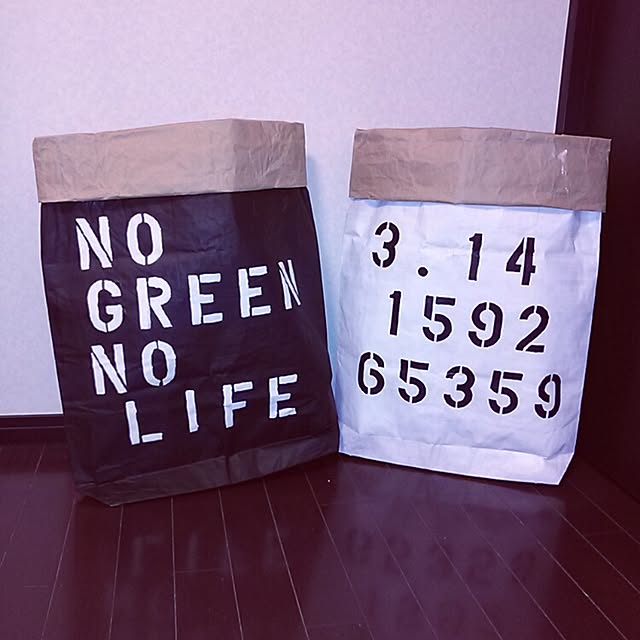 NO
GREEN
NO
LIFE
3.14
1592
65359